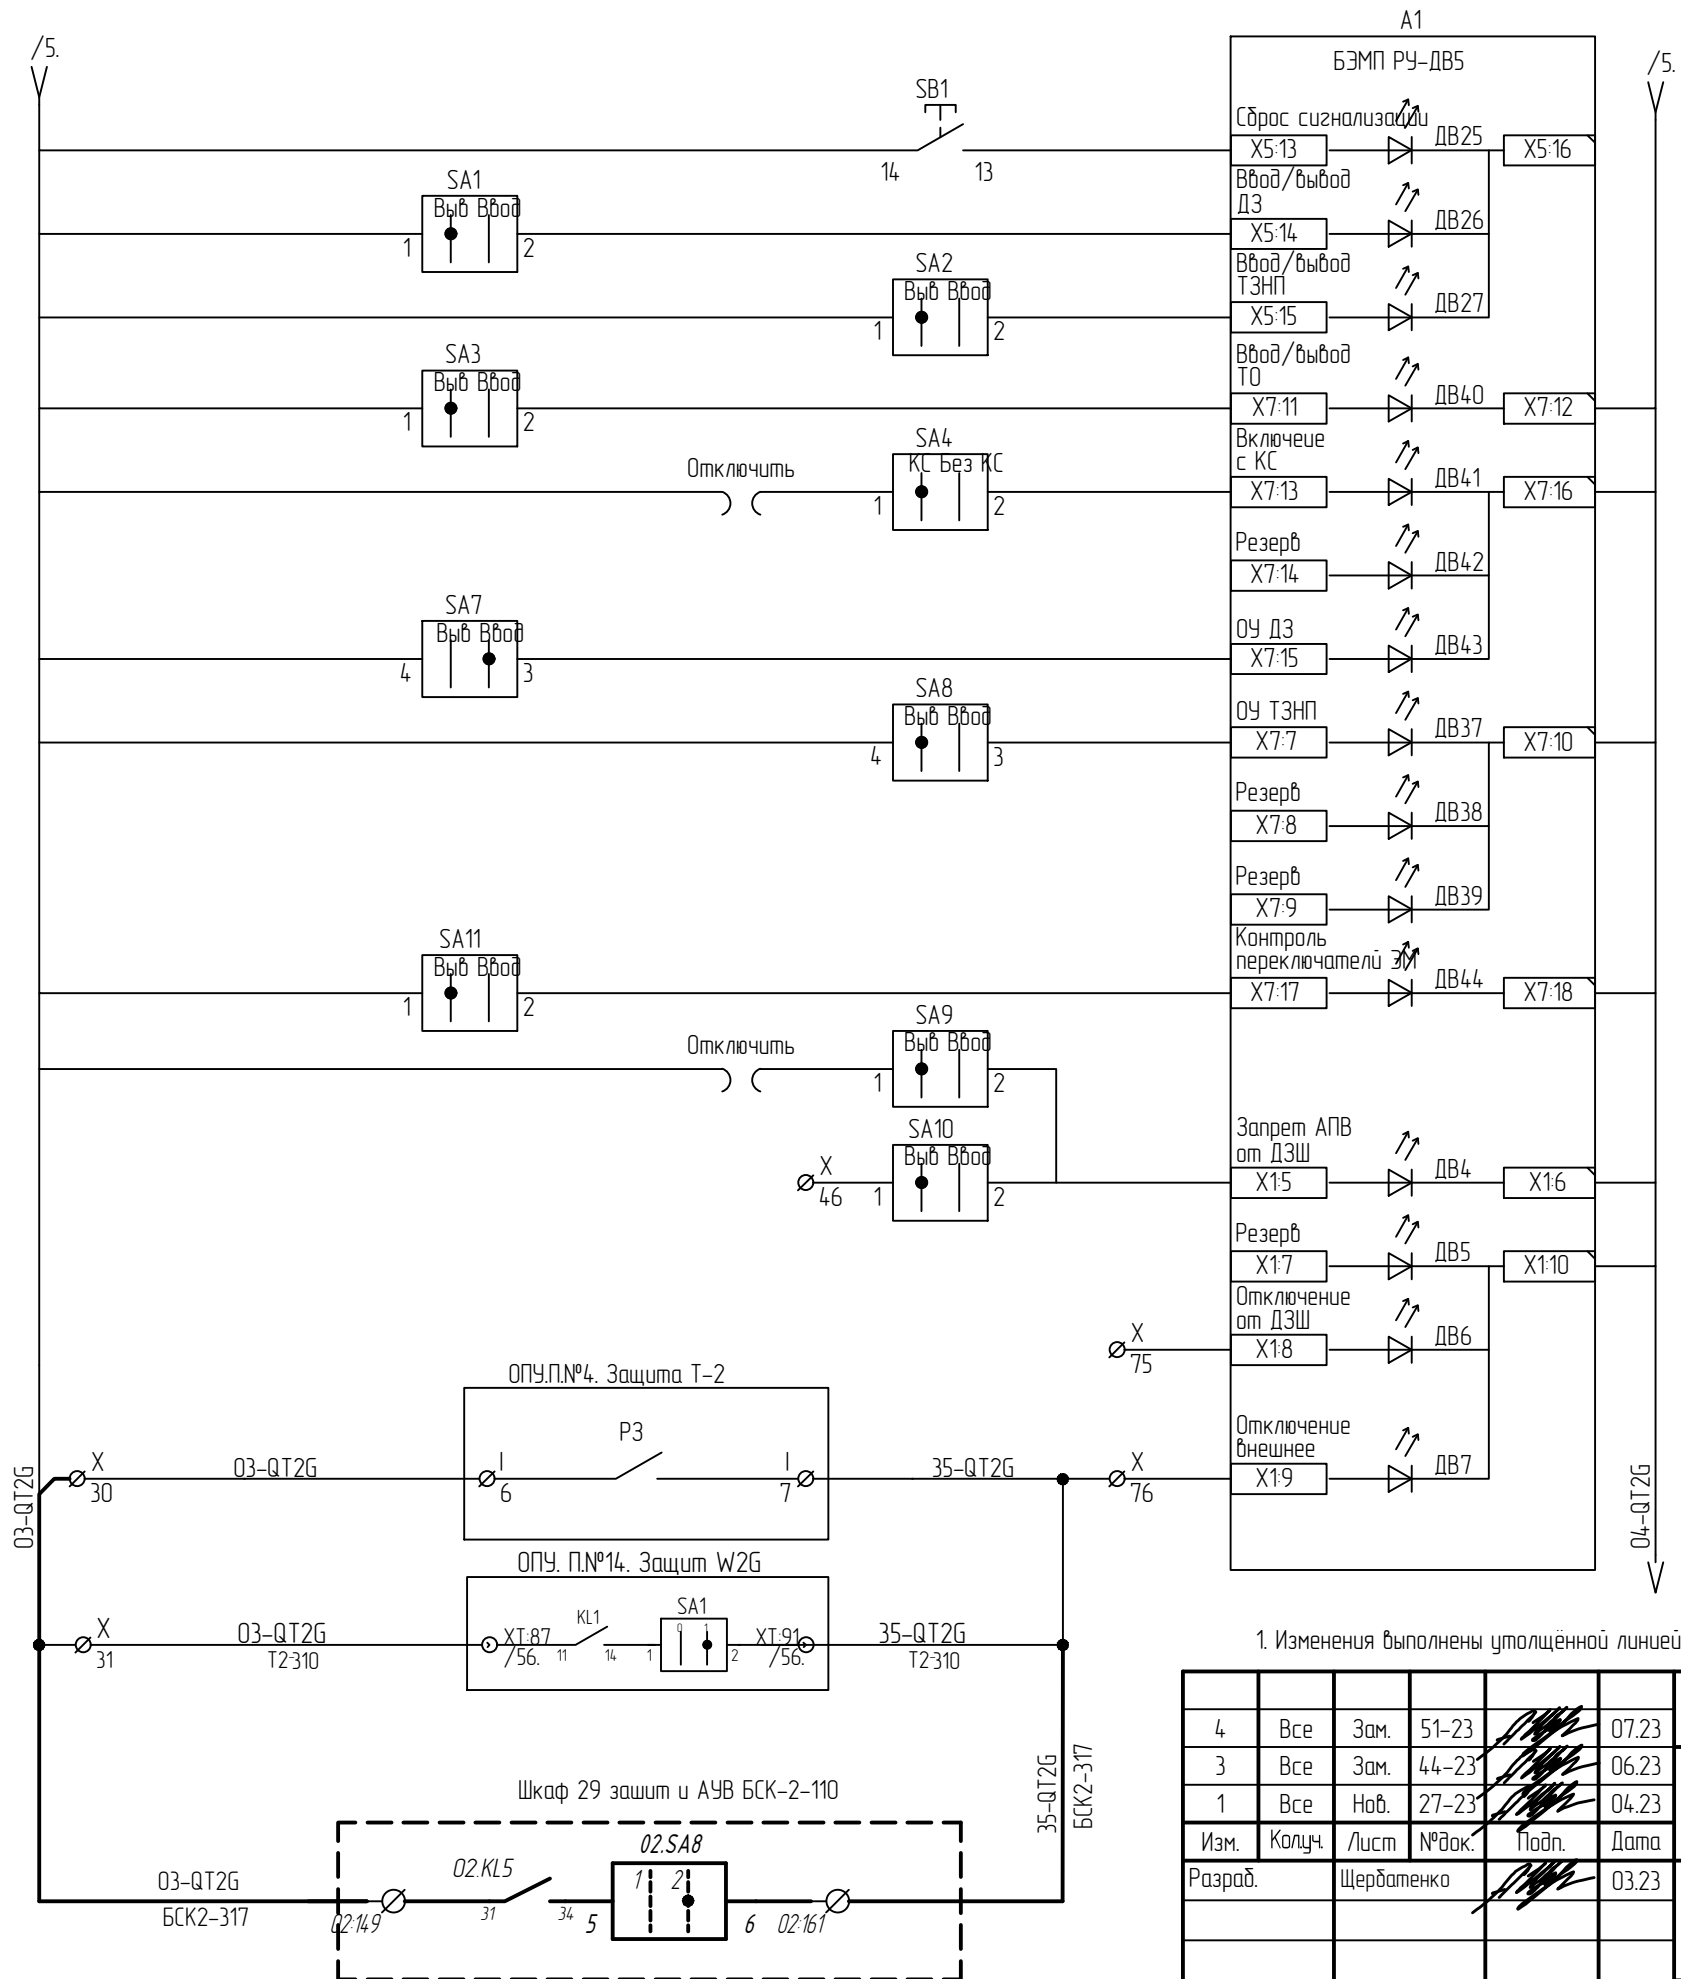 /5.
А1
БЭМП РУ-ДВ5
/5.
SB1
14
13
Сброс сигнализации
X5:13
ДВ25
X5:16
SA1
Выв Ввод
1
2
Ввод/вывод
ДЗ
X5:14
ДВ26
SA2
Выв Ввод
1
2
Ввод/вывод
ТЗНП
X5:15
ДВ27
SA3
Выв Ввод
1
2
Ввод/вывод
ТО
X7:11
ДВ40
X7:12
Отключить
SA4
КС Без КС
1
2
Включеие
с КС
X7:13
ДВ41
X7:16
Резерв
X7:14
ДВ42
SA7
Выв Ввод
4
3
ОУ ДЗ
X7:15
ДВ43
SA8
Выв Ввод
4
3
ОУ ТЗНП
X7:7
ДВ37
X7:10
Резерв
X7:8
ДВ38
Резерв
X7:9
ДВ39
SA11
Выв Ввод
1
2
Контроль
переключатели ЭМ
X7:17
ДВ44
X7:18
Отключить
SA9
Выв Ввод
1
2
SA10
Выв Ввод
X
46
1
2
Запрет АПВ
от ДЗШ
X1:5
ДВ4
X1:6
Резерв
X1:7
ДВ5
X1:10
Отключение
от ДЗШ
X
75
X1:8
ДВ6
ОПУ.П.№4. Защита Т-2
РЗ
03-QT2G
X
30
03-QT2G
I
6
I
7
35-QT2G
X
76
Отключение
внешнее
X1:9
ДВ7
04-QT2G
ОПУ. П.№14. Защит W2G
X
31
03-QT2G
Т2-310
XT:87
/56.
KL1
11
14
SA1
0
1
1
2
XT:91
/56.
35-QT2G
Т2-310
1. Изменения выполнены утолщённой линией
35-QT2G
БСК2-317
Шкаф 29 зашит и АУВ БСК-2-110
03-QT2G
БСК2-317
02:149
02.KL5
31
34
02.SA8
1
2
5
6
02:161
4
Все
Зам.
51-23
07.23
3
Все
Зам.
44-23
06.23
1
Все
Нов.
27-23
04.23
Изм.
Кол.уч.
Лист
№док.
Подп.
Дата
Разраб.
Щербатенко
03.23